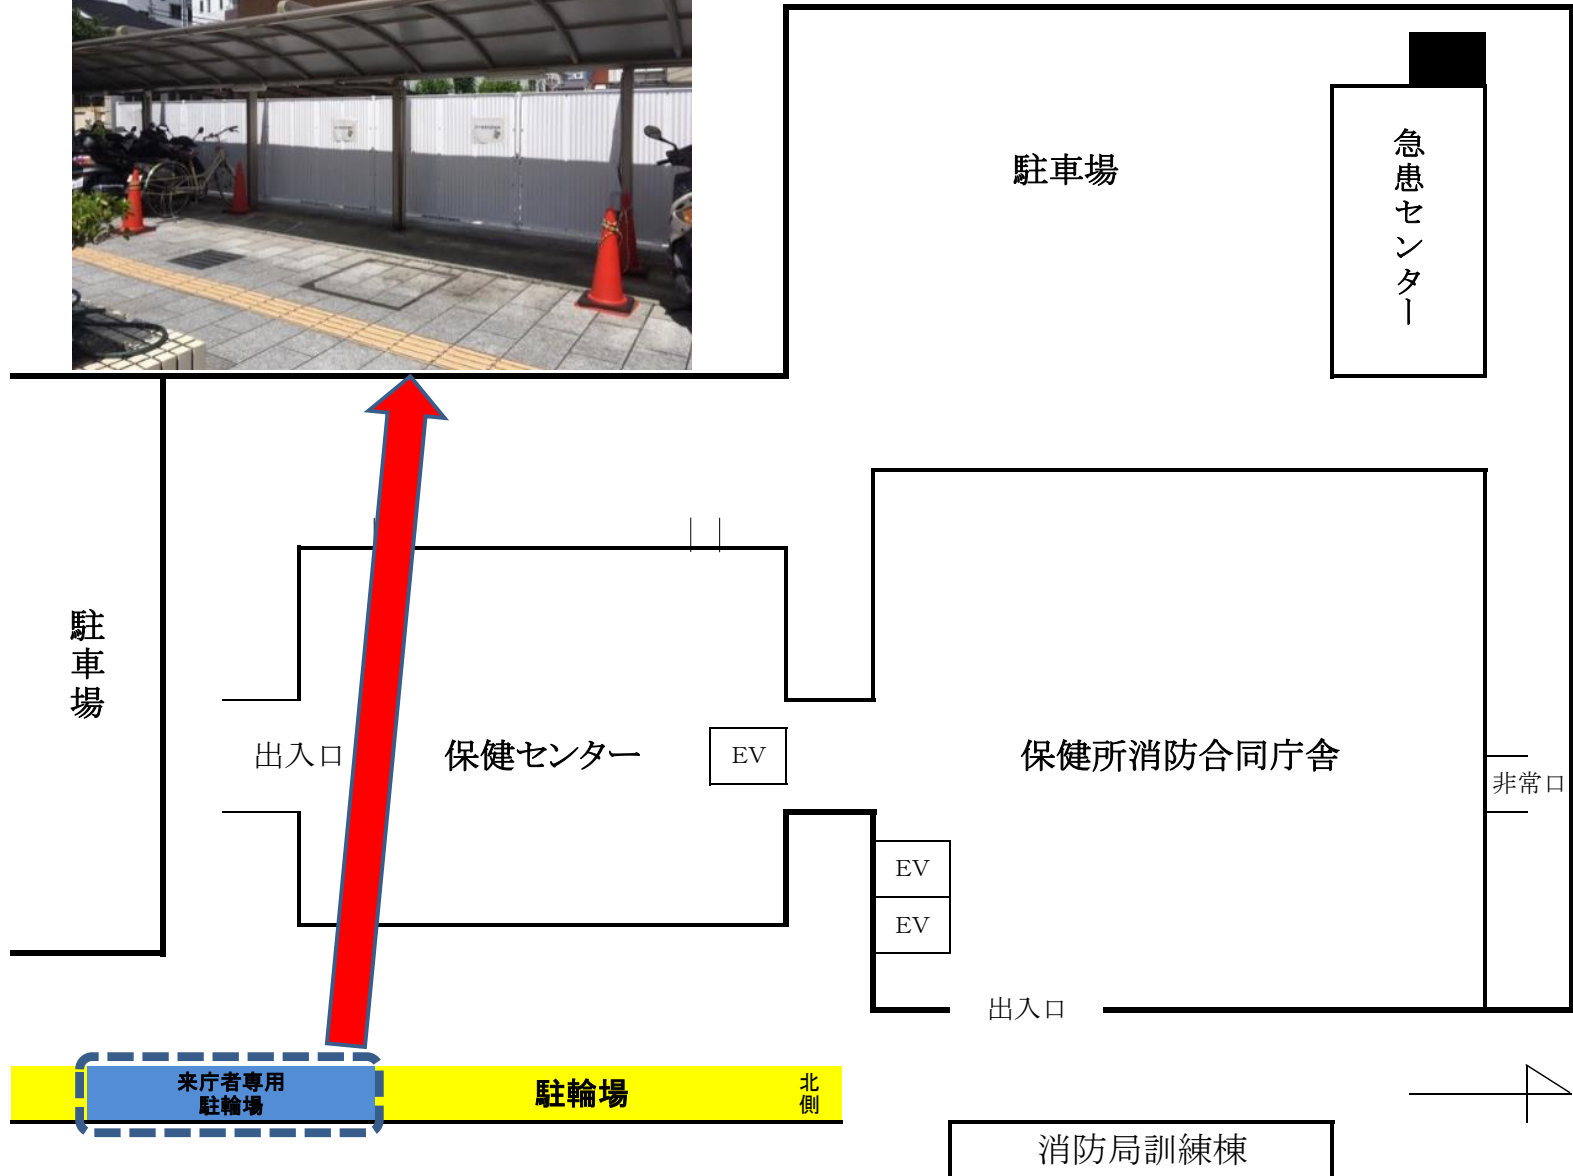 駐車場
急患センター
駐車場
出入口
保健センター
EV
保健所消防合同庁舎
非常口
EV
EV
出入口
来庁者専用
駐輪場
駐輪場
北側
消防局訓練棟